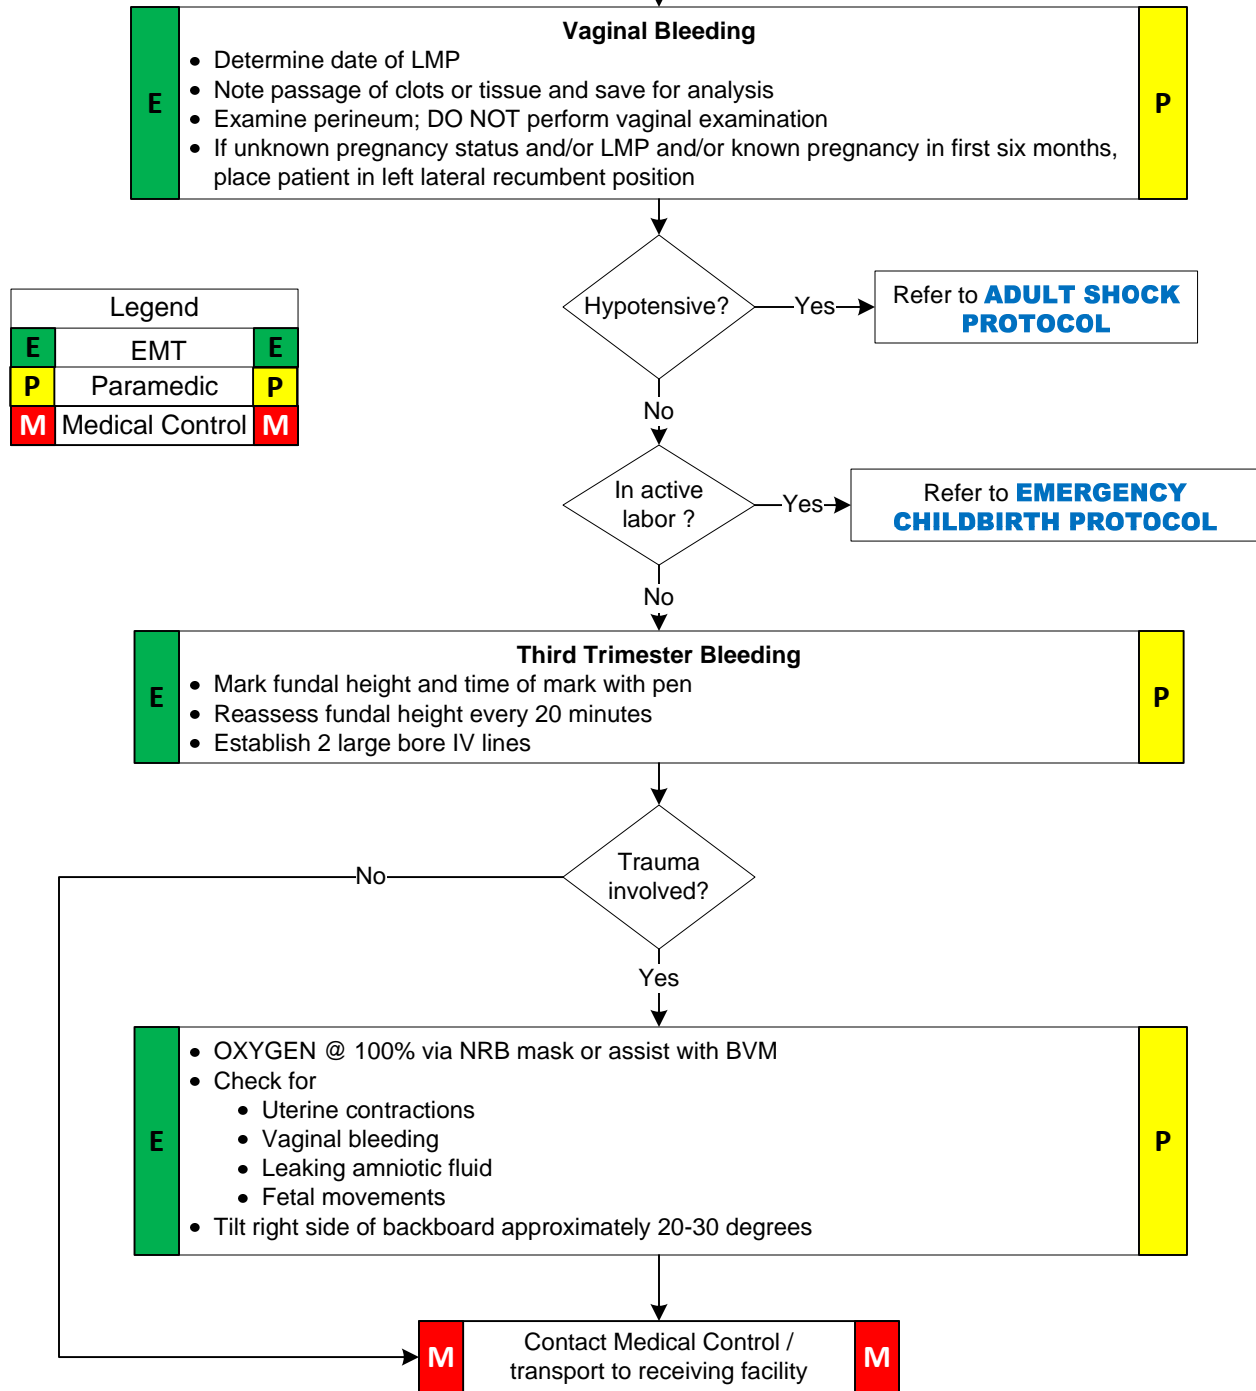 Vaginal Bleeding
E
P
• Determine date of LMP
• Note passage of clots or tissue and save for analysis
• Examine perineum; DO NOT perform vaginal examination
• If unknown pregnancy status and/or LMP and/or known pregnancy in first six months,
place patient in left lateral recumbent position
Hypotensive?
Yes
Refer to ADULT SHOCK
PROTOCOL
Legend
E EMT E
P Paramedic P
M Medical Control M
No
In active
labor ?
Yes
Refer to EMERGENCY
CHILDBIRTH PROTOCOL
No
Third Trimester Bleeding
E
P
• Mark fundal height and time of mark with pen
• Reassess fundal height every 20 minutes
• Establish 2 large bore IV lines
Trauma
involved?
No
Yes
E
P
• OXYGEN @ 100% via NRB mask or assist with BVM
• Check for
• Uterine contractions
• Vaginal bleeding
• Leaking amniotic fluid
• Fetal movements
• Tilt right side of backboard approximately 20-30 degrees
M
Contact Medical Control /
transport to receiving facility
M